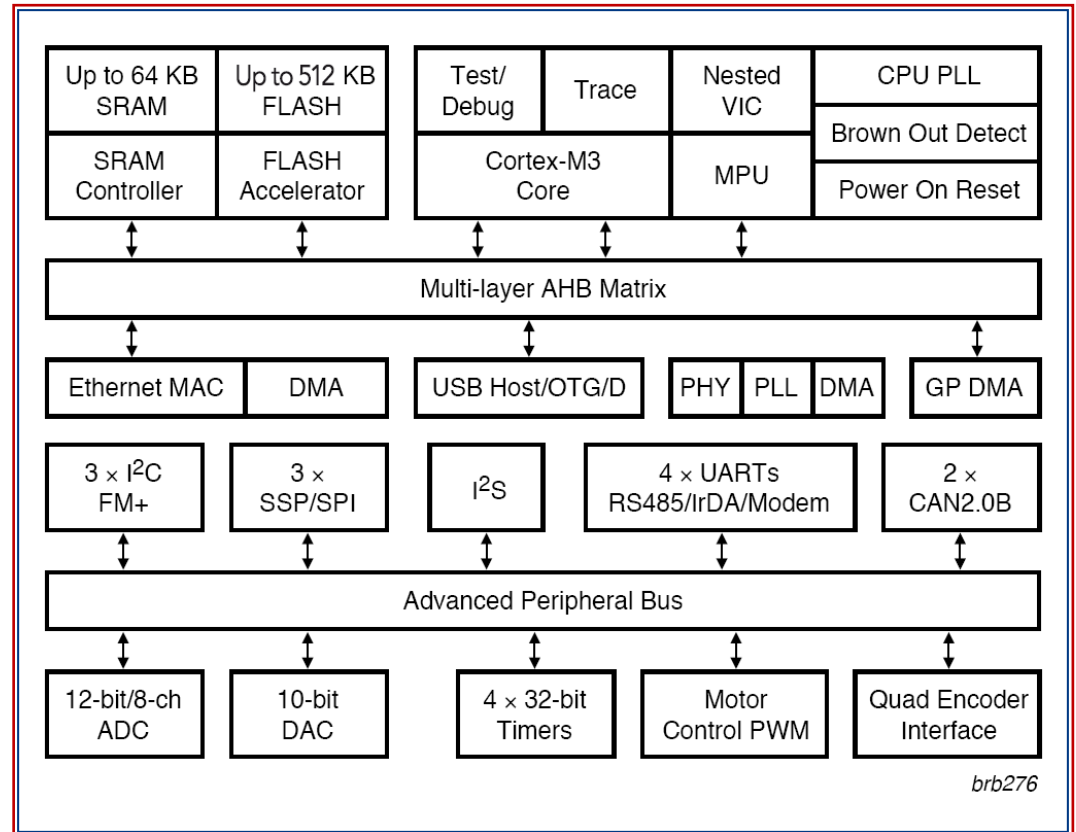 Up to 64 KB
SRAM
Up to 512 KB
FLASH
Test/
Debug
Trace
Nested
VIC
CPU PLL
Brown Out Detect
Power On Reset
SRAM
Controller
FLASH
Accelerator
Cortex-M3
Core
MPU
Multi-layer AHB Matrix
Ethernet MAC
DMA
USB Host/OTG/D
PHY
PLL
DMA
GP DMA
3 × I²C
FM+
3 ×
SSP/SPI
I²S
4 × UARTs
RS485/IrDA/Modem
2 ×
CAN2.0B
Advanced Peripheral Bus
12-bit/8-ch
ADC
10-bit
DAC
4 × 32-bit
Timers
Motor
Control PWM
Quad Encoder
Interface
brb276